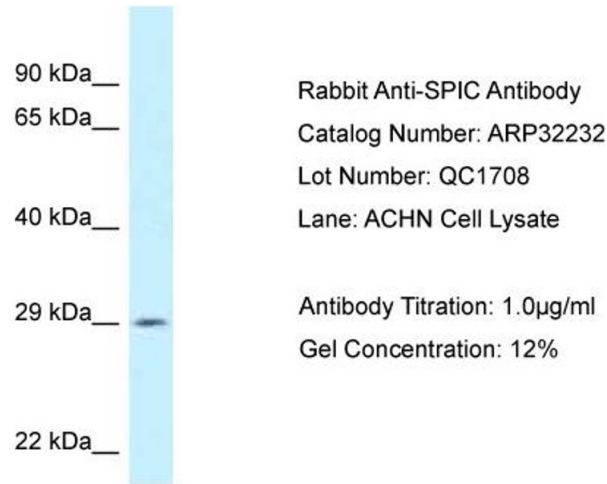 90 kDa
65 kDa
40 kDa
29 kDa
22 kDa
Rabbit Anti-SPIC Antibody
Catalog Number: ARP32232
Lot Number: QC1708
Lane: ACHN Cell Lysate
Antibody Titration: 1.0µg/ml
Gel Concentration: 12%